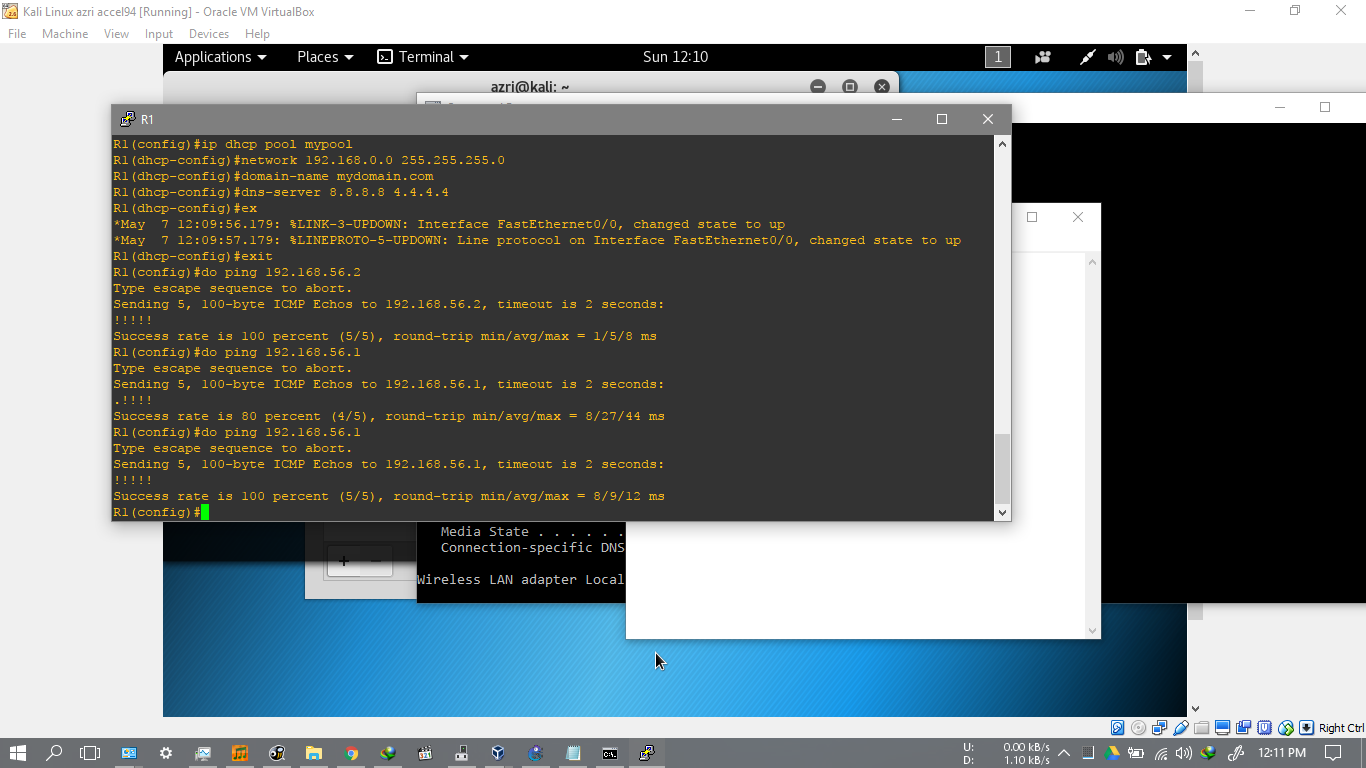 Kali Linux azri accel94 [Running] - Oracle VM VirtualBox
File Machine View Input Devices Help
Applications Places Terminal Sun 12:10 1
azri@kali: ~
R1
R1(config)#ip dhcp pool mypool
R1(dhcp-config)#network 192.168.0.0 255.255.255.0
R1(dhcp-config)#domain-name mydomain.com
R1(dhcp-config)#dns-server 8.8.8.8 4.4.4.4
R1(dhcp-config)#ex
*May  7 12:09:56.179: %LINK-3-UPDOWN: Interface FastEthernet0/0, changed state to up
*May  7 12:09:57.179: %LINEPROTO-5-UPDOWN: Line protocol on Interface FastEthernet0/0, changed state to up
R1(dhcp-config)#exit
R1(config)#do ping 192.168.56.2
Type escape sequence to abort.
Sending 5, 100-byte ICMP Echos to 192.168.56.2, timeout is 2 seconds:
!!!!!
Success rate is 100 percent (5/5), round-trip min/avg/max = 1/5/8 ms
R1(config)#do ping 192.168.56.1
Type escape sequence to abort.
Sending 5, 100-byte ICMP Echos to 192.168.56.1, timeout is 2 seconds:
.!!!!
Success rate is 80 percent (4/5), round-trip min/avg/max = 8/27/44 ms
R1(config)#do ping 192.168.56.1
Type escape sequence to abort.
Sending 5, 100-byte ICMP Echos to 192.168.56.1, timeout is 2 seconds:
!!!!!
Success rate is 100 percent (5/5), round-trip min/avg/max = 8/9/12 ms
R1(config)#
Media State . . . . . .
Connection-specific DNS
Wireless LAN adapter Local
Right Ctrl
U: 0.00 kB/s
D: 1.10 kB/s
12:11 PM